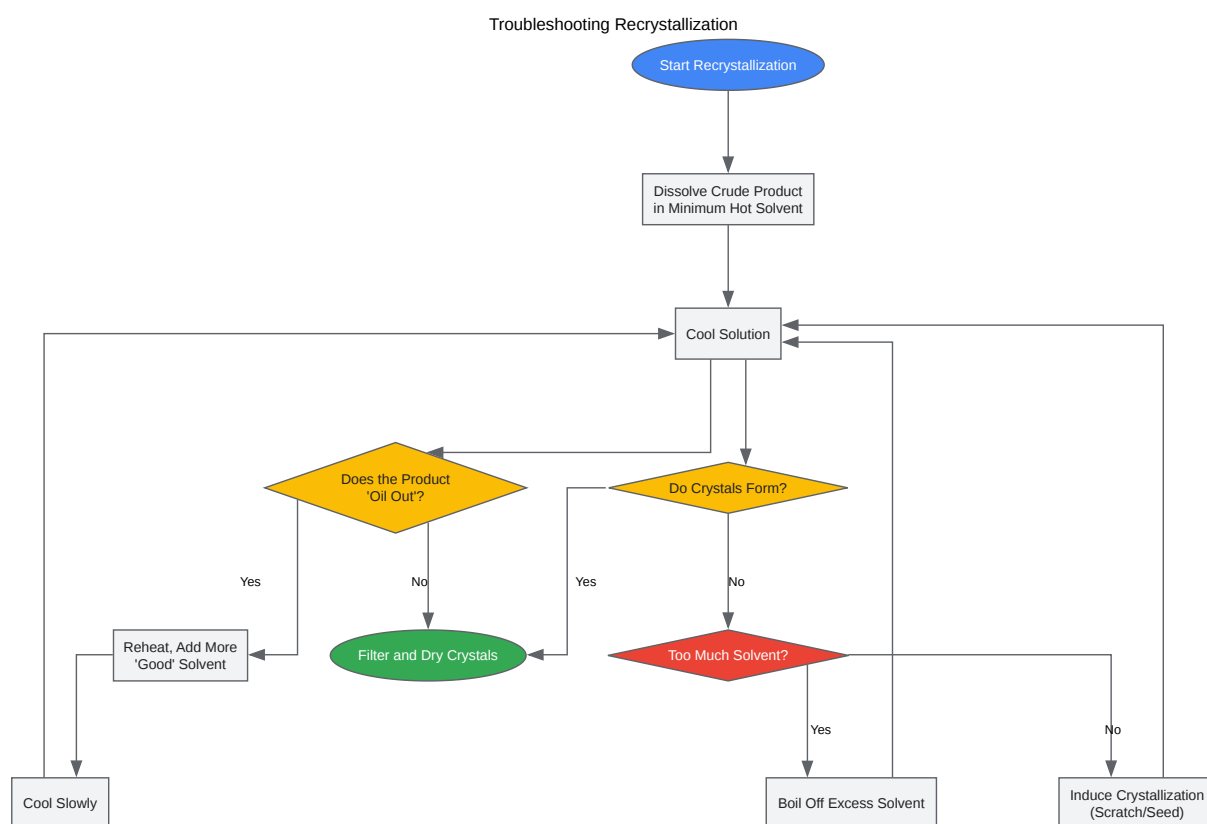 Troubleshooting Recrystallization
Start Recrystallization
Dissolve Crude Product
in Minimum Hot Solvent
Cool Solution
Does the Product
'Oil Out'?
Do Crystals Form?
Yes
No
Yes
No
Reheat, Add More
'Good' Solvent
Filter and Dry Crystals
Too Much Solvent?
Yes
No
Cool Slowly
Boil Off Excess Solvent
Induce Crystallization
(Scratch/Seed)